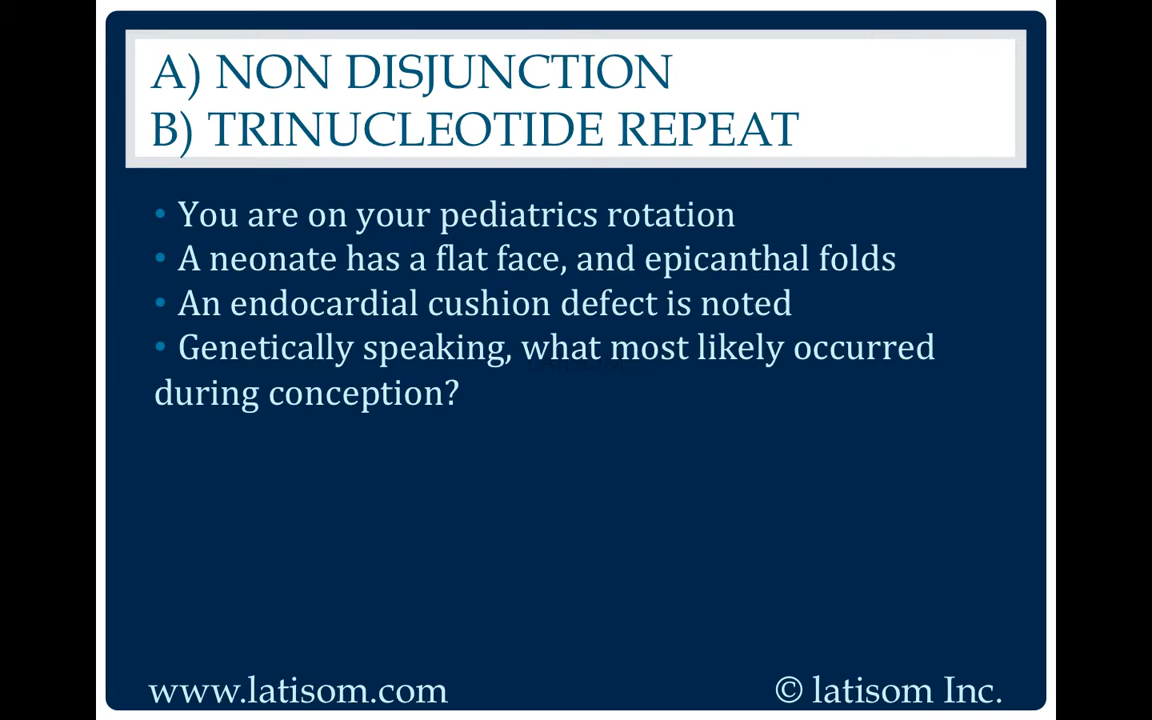 A) NON DISJUNCTION
B) TRINUCLEOTIDE REPEAT
• You are on your pediatrics rotation
• A neonate has a flat face, and epicanthal folds
• An endocardial cushion defect is noted
• Genetically speaking, what most likely occurred
during conception?
www.latisom.com © latisom Inc.